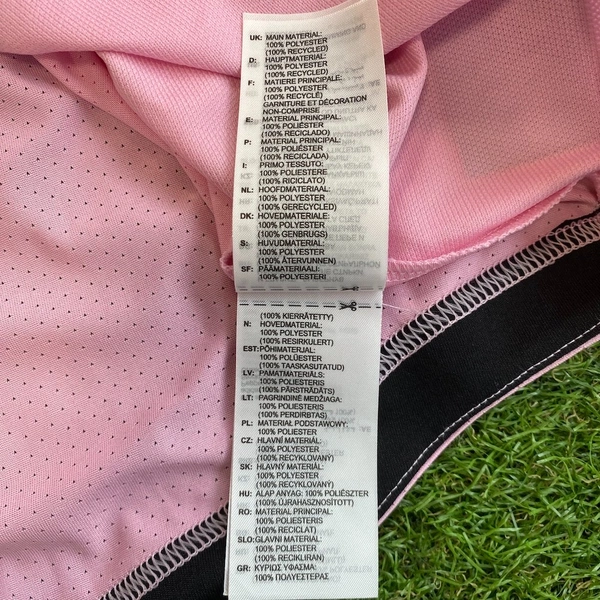 UK: MAIN MATERIAL:
100% POLYESTER
(100% RECYCLED)
D: HAUPTMATERIAL:
100% POLYESTER
(100% RECYCLED)
F: MATIERE PRINCIPALE:
100% POLYESTER
(100% RECYCLÉ)
GARNITURE ET DÉCORATION
NON-COMPRISE
E: MATERIAL PRINCIPAL:
100% POLIÉSTER
(100% RECICLADO)
P: MATERIAL PRINCIPAL:
100% POLIÉSTER
(100% RECICLADA)
I: PRIMO TESSUTO:
100% POLIESTERE
(100% RICICLATO)
NL: HOOFDMATERIAAL:
100% POLYESTER
(100% GERECYCLED)
DK: HOVEDMATERIALE:
100% POLYESTER
(100% GENBRUGS)
S: HUVUDMATERIAL:
100% POLYESTER
(100% ÅTERVUNNEN)
SF: PÄÄMATERIAALI:
100% POLYESTERI
(100% KIERRÄTETTY)
N: HOVEDMATERIAL:
100% POLYESTER
(100% RESIRKULERT)
EST: PÕHIMATERJAL:
100% POLÜESTER
(100% TAASKASUTATUD)
LV: PAMATMATERIĀLS:
100% POLIESTERIS
(100% PĀRSTRĀDĀTS)
LT: PAGRINDINĖ MEDŽIAGA:
100% POLIESTERIS
(100% PERDIRBTAS)
PL: MATERIAŁ PODSTAWOWY:
100% POLIESTER
CZ: HLAVNÍ MATERIÁL:
100% POLYESTER
(100% RECYKLOVANÝ)
SK: HLAVNÝ MATERIÁL:
100% POLYESTER
(100% RECYKLOVANÝ)
HU: ALAP ANYAG: 100% POLIÉSZTER
(100% ÚJRAHASZNOSÍTOTT)
RO: MATERIAL PRINCIPAL:
100% POLIESTERIS
(100% RECICLAT)
SLO: GLAVNI MATERIAL:
100% POLIESTER
(100% RECIKLIRAN)
GR: ΚΥΡΙΩΣ ΥΦΑΣΜΑ:
100% ΠΟΛΥΕΣΤΕΡΑΣ